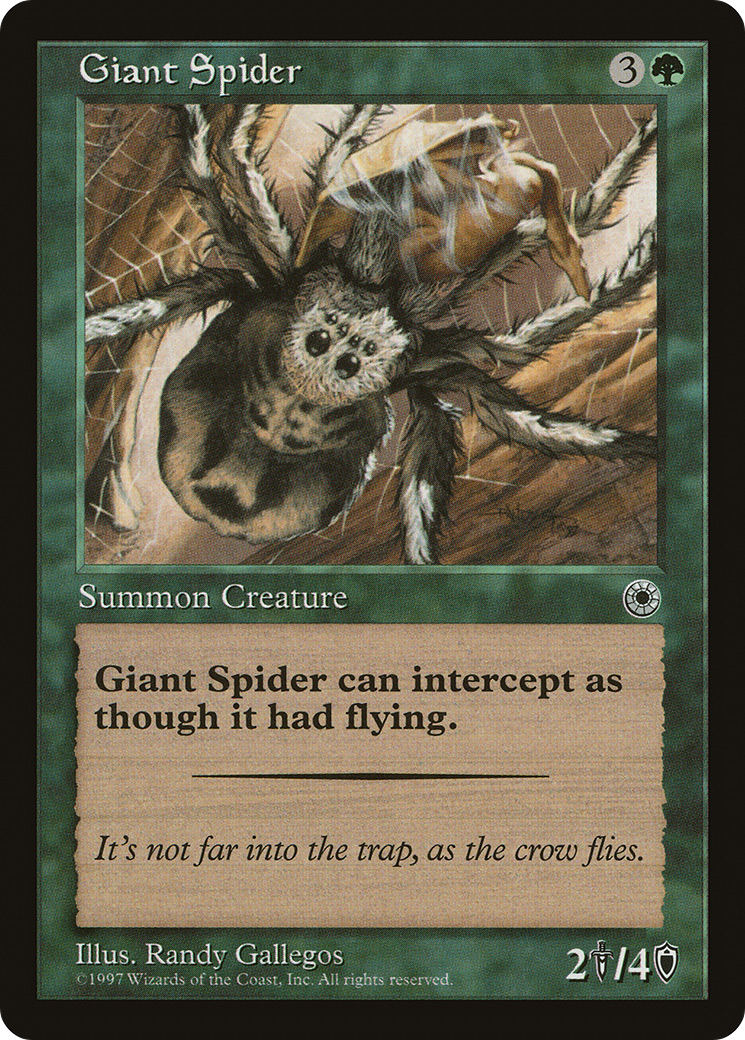 Giant Spider 3
Summon Creature
Giant Spider can intercept as
though it had flying.
It's not far into the trap, as the crow flies.
Illus. Randy Gallegos
©1997 Wizards of the Coast, Inc. All rights reserved.
2/4